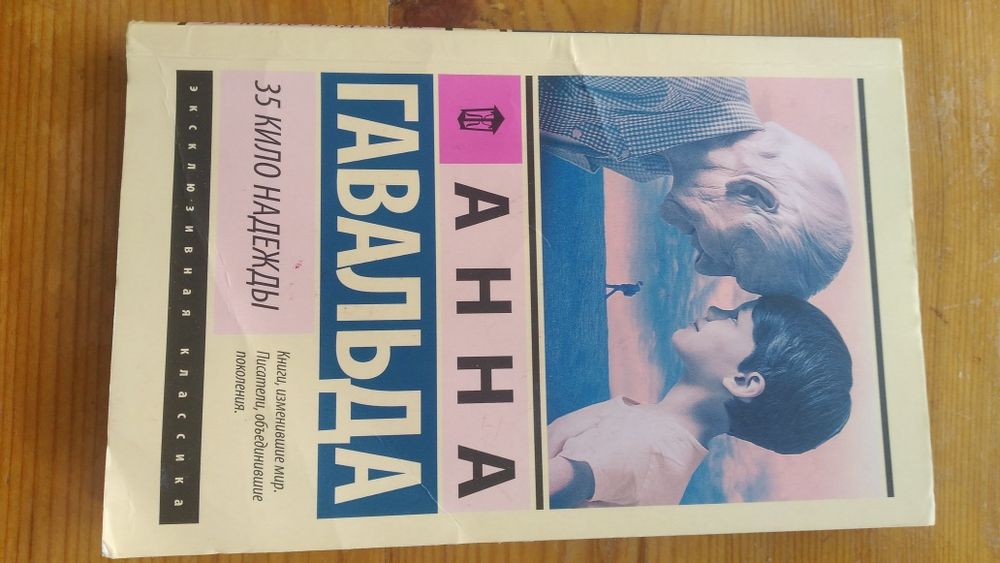 АННА
ГАВАЛЬДА
35 КИЛО НАДЕЖДЫ
Книги, изменившие мир.
Писатели, объединившие
поколения.
эксклюзивная классика